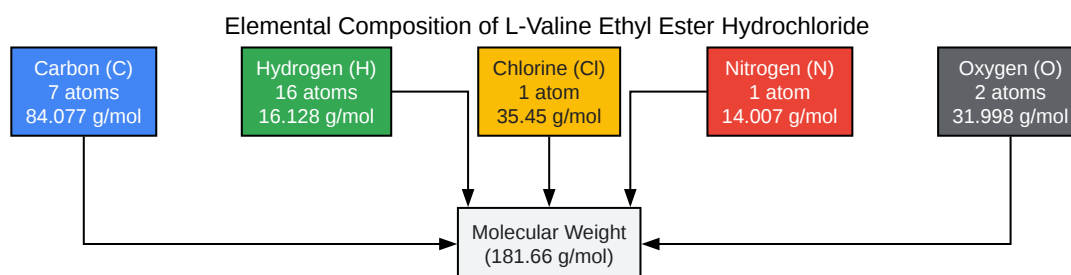 Elemental Composition of L-Valine Ethyl Ester Hydrochloride
Carbon (C)
7 atoms
84.077 g/mol
Hydrogen (H)
16 atoms
16.128 g/mol
Chlorine (Cl)
1 atom
35.45 g/mol
Nitrogen (N)
1 atom
14.007 g/mol
Oxygen (O)
2 atoms
31.998 g/mol
Molecular Weight
(181.66 g/mol)